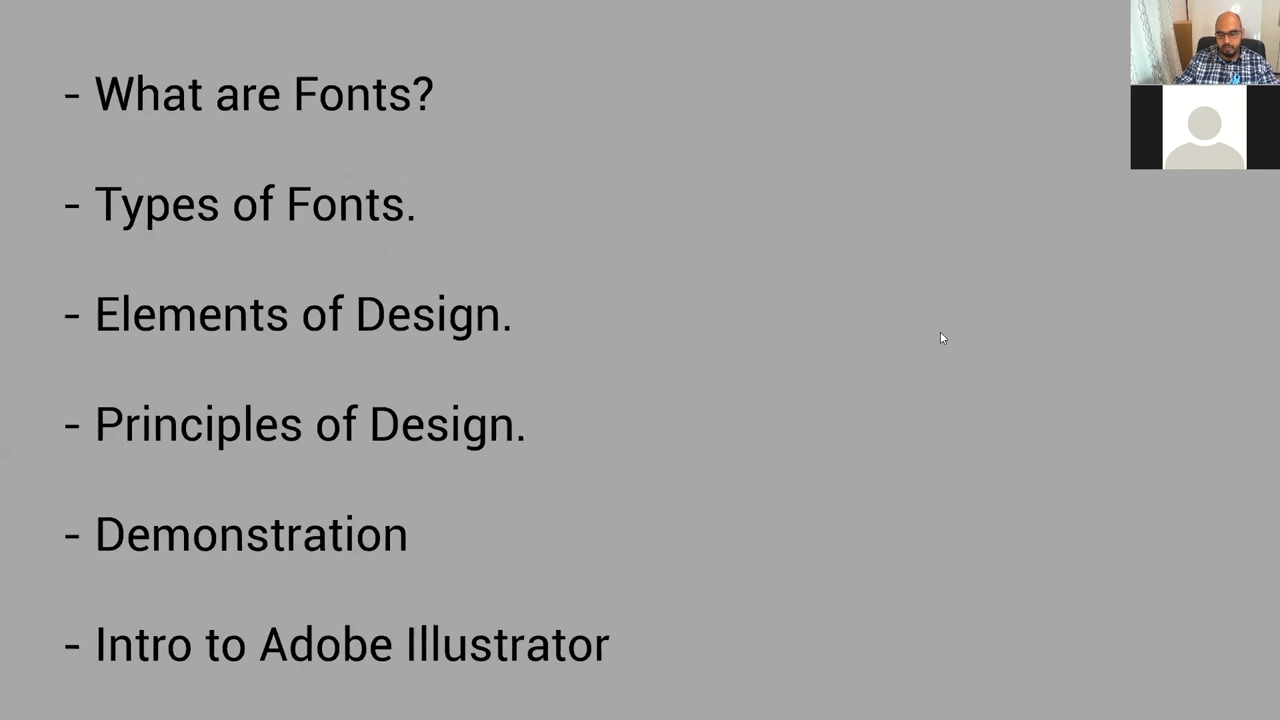 - What are Fonts?
- Types of Fonts.
- Elements of Design.
- Principles of Design.
- Demonstration
- Intro to Adobe Illustrator